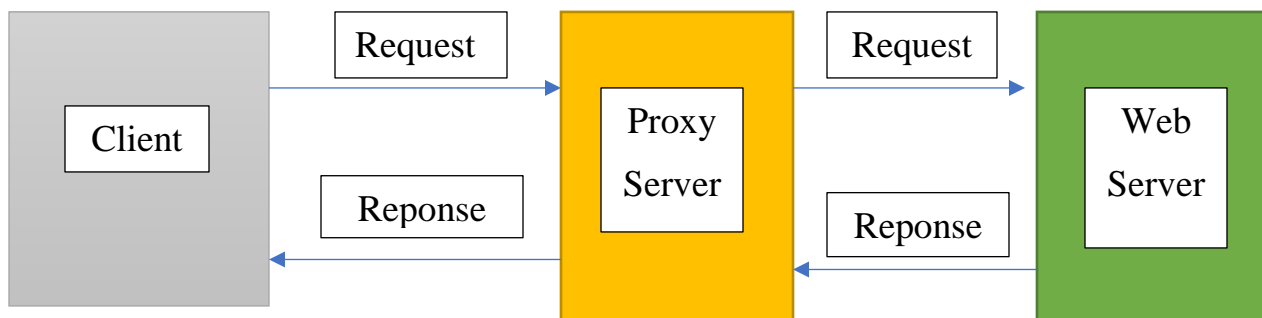 Request
Request
Client
Proxy
Server
Web
Server
Reponse
Reponse